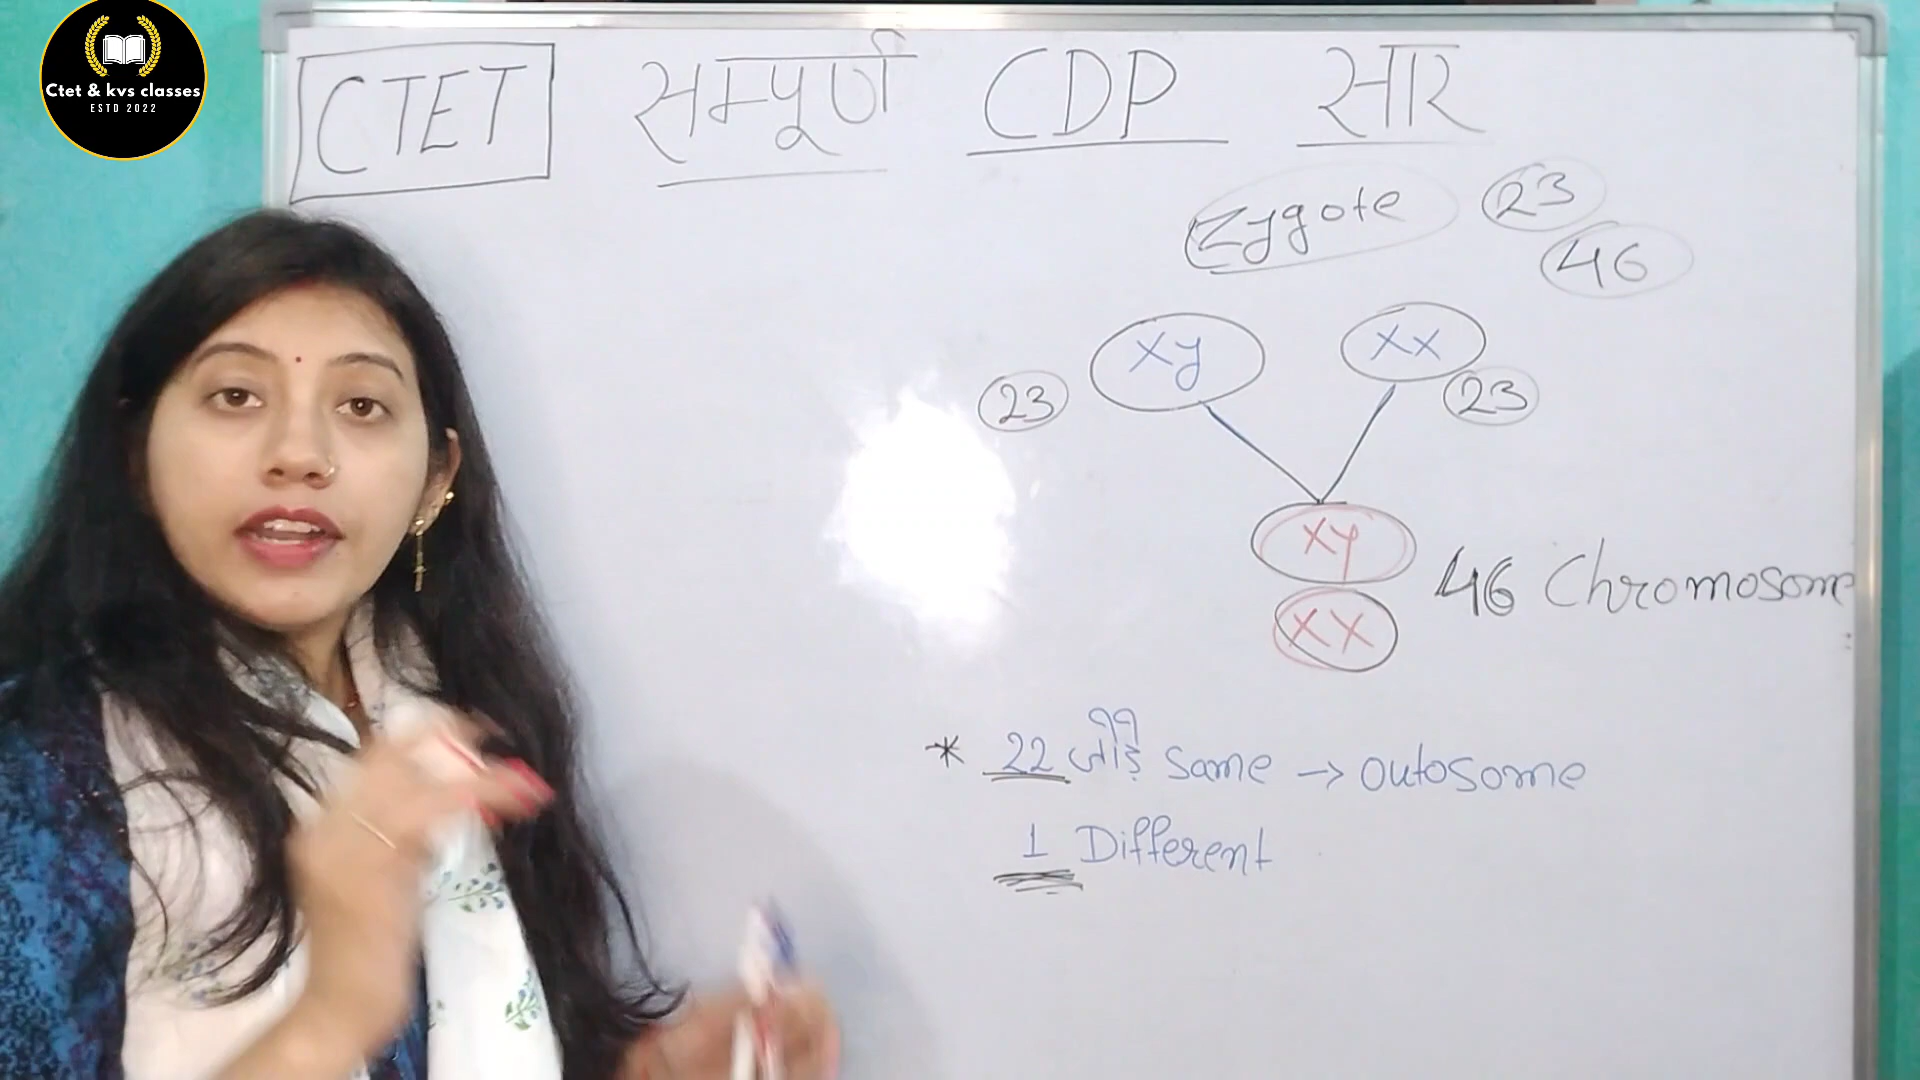 Ctet & kvs classes
ESTD 2022
CTET सम्पूर्ण CDP सार
Zygote 23
46
xy xx
23 23
xy
xx
46 Chromosome
* 22 जोड़े same → outosome
1 Different